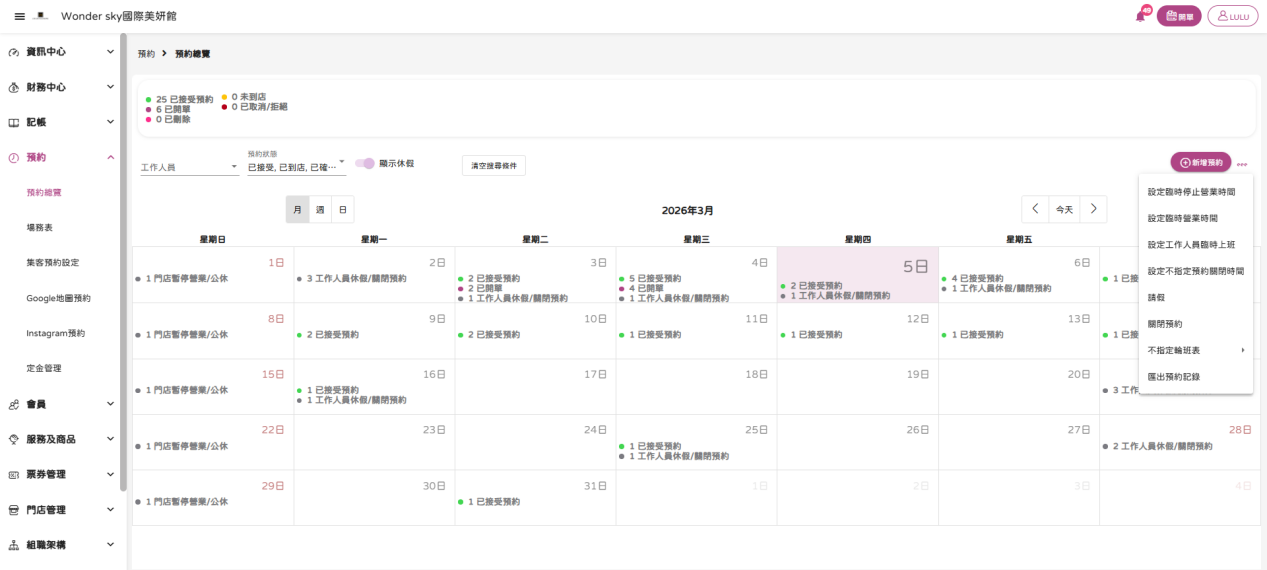 Wonder sky國際美妍館
49
開單
LULU
資訊中心
財務中心
記帳
預約
預約總覽
場務表
集客預約設定
Google地圖預約
Instagram預約
定金管理
會員
服務及商品
票券管理
門店管理
組職架構
預約 > 預約總覽
25 已接受預約
0 未到店
6 已開單
0 已取消/拒絕
0 已刪除
工作人員
預約狀態
已接受, 已到店, 已確…
顯示休假
清空搜尋條件
新增預約
設定臨時停止營業時間
設定臨時營業時間
設定工作人員臨時上班
設定不指定預約關閉時間
請假
關閉預約
不指定輪班表
匯出預約記錄
月 週 日
2026年3月
今天
星期日 星期一 星期二 星期三 星期四 星期五
1日 2日 3日 4日 5日 6日
1 門店暫停營業/公休
3 工作人員休假/關閉預約
2 已接受預約
2 已開單
1 工作人員休假/關閉預約
5 已接受預約
4 已開單
1 工作人員休假/關閉預約
2 已接受預約
1 工作人員休假/關閉預約
4 已接受預約
1 工作人員休假/關閉預約
1 已接
8日 9日 10日 11日 12日 13日
1 門店暫停營業/公休
2 已接受預約
2 已接受預約
1 已接受預約
1 已接受預約
1 已接受預約
1 已接
15日 16日 17日 18日 19日 20日
1 門店暫停營業/公休
1 已接受預約
1 工作人員休假/關閉預約
3 工作
22日 23日 24日 25日 26日 27日 28日
1 門店暫停營業/公休
1 已接受預約
1 工作人員休假/關閉預約
2 工作人員休假/關閉預約
29日 30日 31日 1日 2日 3日 4日
1 門店暫停營業/公休
1 已接受預約